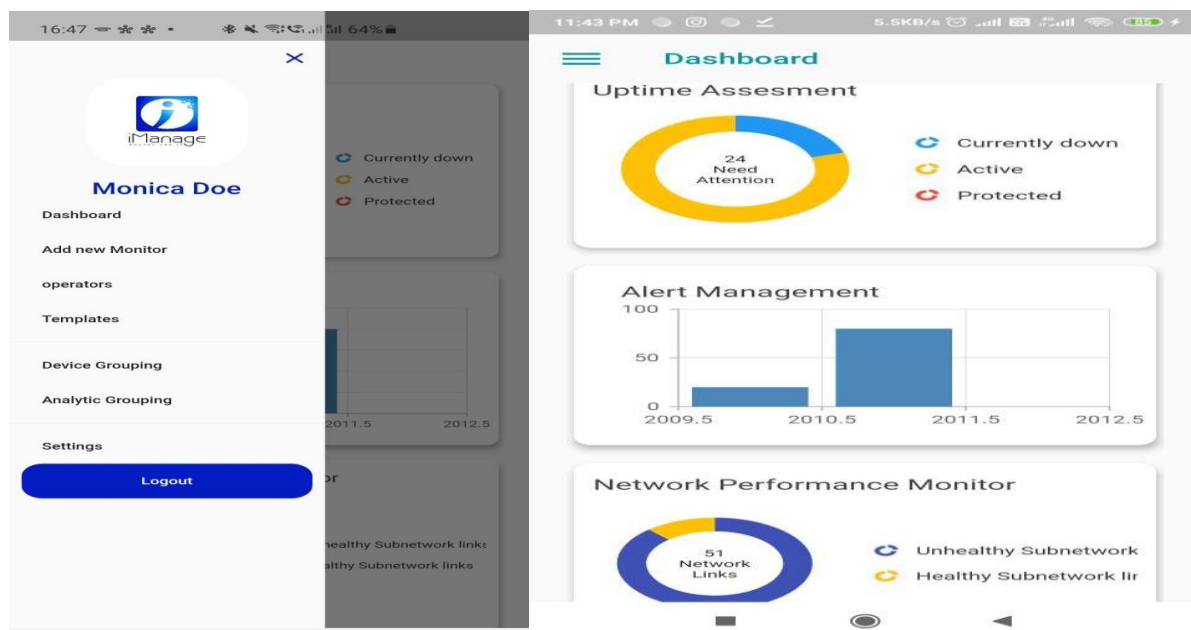 16:47
64%
iManage
Monica Doe
Dashboard
Add new Monitor
operators
Templates
Device Grouping
Analytic Grouping
Settings
Logout
Currently down
Active
Protected
2011.5 2012.5
or
nealthy Subnetwork links
althy Subnetwork links
11:43 PM
5.5KB/s
85
Dashboard
Uptime Assesment
24
Need
Attention
Currently down
Active
Protected
Alert Management
100
50
0
2009.5 2010.5 2011.5 2012.5
Network Performance Monitor
51
Network
Links
Unhealthy Subnetwork
Healthy Subnetwork lir